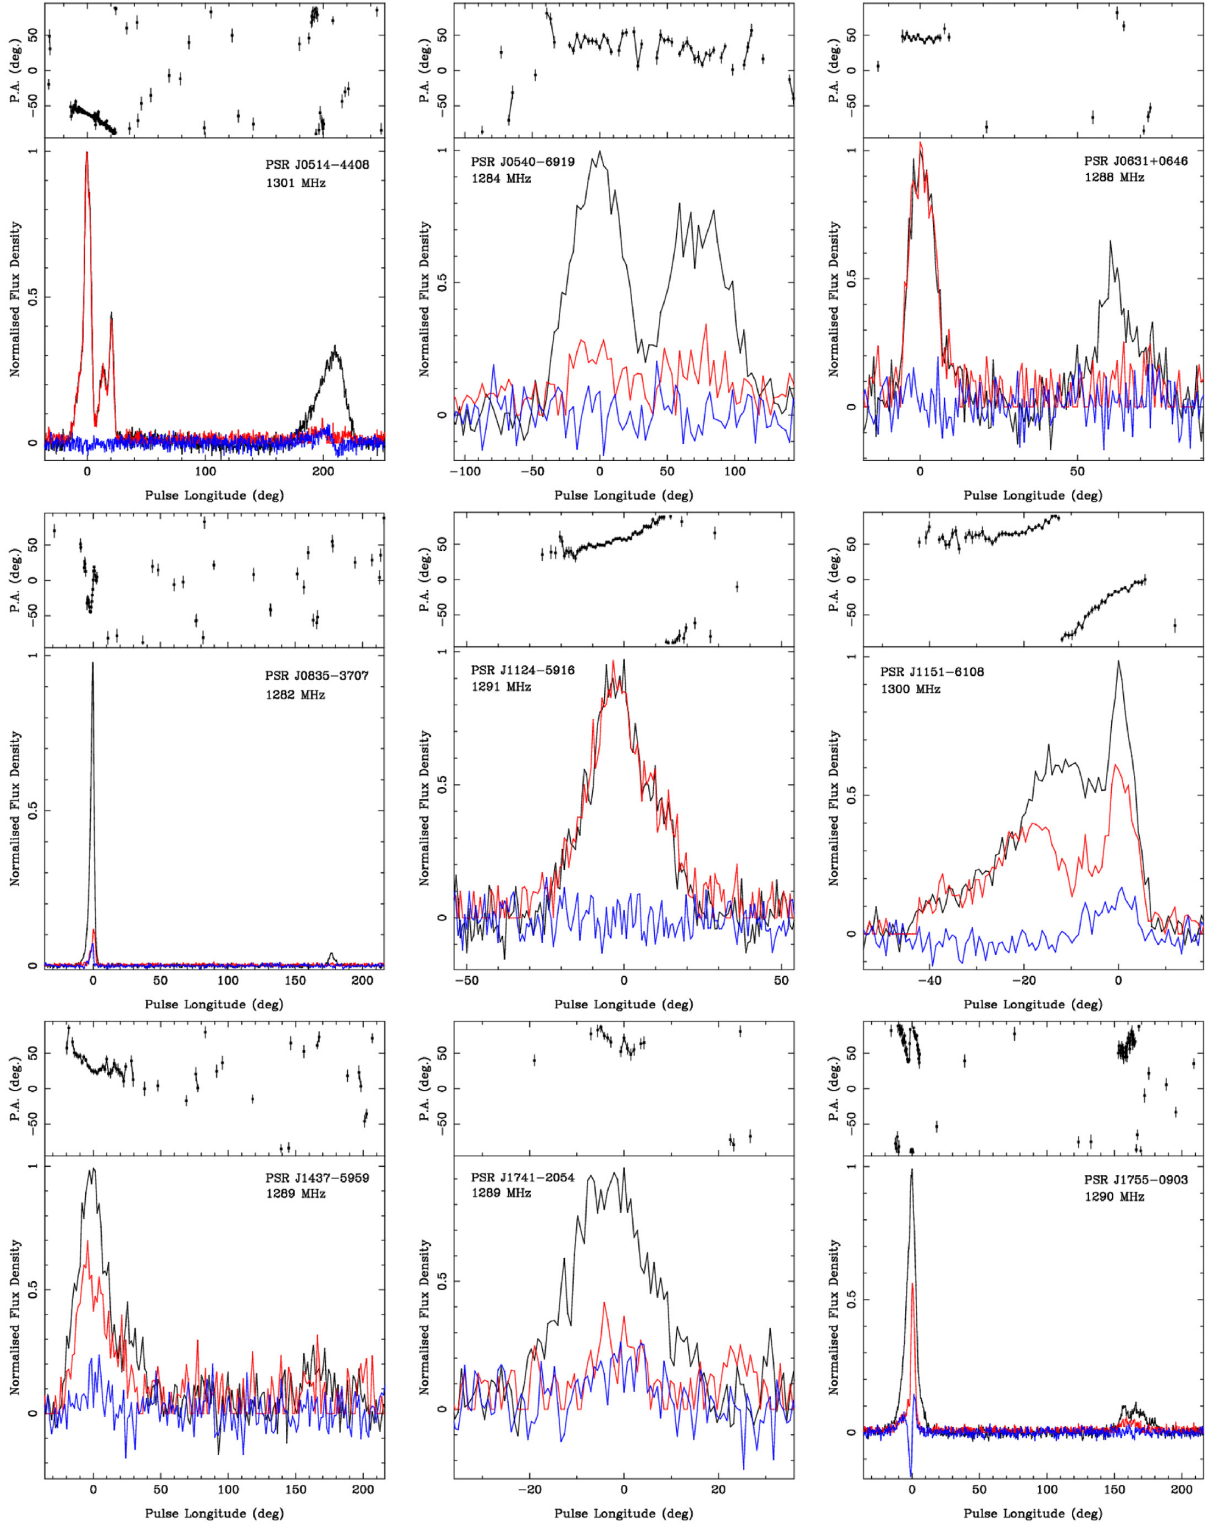 P.A. (deg.)
50
0
−50
P.A. (deg.)
50
0
−50
P.A. (deg.)
50
0
−50
Normalised Flux Density
1
0.5
0
PSR J0514−4408
1301 MHz
Normalised Flux Density
1
0.5
0
PSR J0540−6919
1284 MHz
Normalised Flux Density
1
0.5
0
PSR J0631+0646
1288 MHz
0 100 200
−100 −50 0 50 100
0 50
Pulse Longitude (deg)
Pulse Longitude (deg)
Pulse Longitude (deg)
P.A. (deg.)
50
0
−50
P.A. (deg.)
50
0
−50
P.A. (deg.)
50
0
−50
Normalised Flux Density
1
0.5
0
PSR J0835−3707
1282 MHz
Normalised Flux Density
1
0.5
0
PSR J1124−5916
1291 MHz
Normalised Flux Density
1
0.5
0
PSR J1151−6108
1300 MHz
0 50 100 150 200
−50 0 50
−40 −20 0
Pulse Longitude (deg)
Pulse Longitude (deg)
Pulse Longitude (deg)
P.A. (deg.)
50
0
−50
P.A. (deg.)
50
0
−50
P.A. (deg.)
50
0
−50
Normalised Flux Density
1
0.5
0
PSR J1437−5959
1289 MHz
Normalised Flux Density
1
0.5
0
PSR J1741−2054
1289 MHz
Normalised Flux Density
1
0.5
0
PSR J1755−0903
1290 MHz
0 50 100 150 200
−20 0 20
0 50 100 150 200
Pulse Longitude (deg)
Pulse Longitude (deg)
Pulse Longitude (deg)